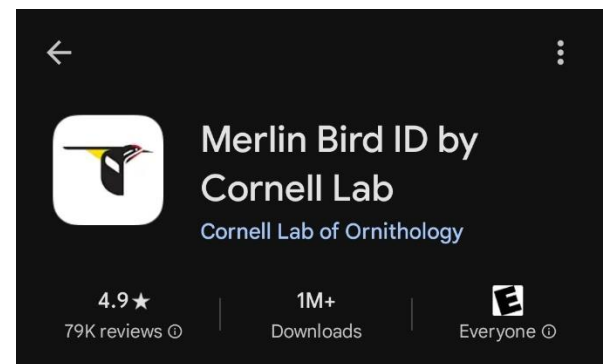 Merlin Bird ID by
Cornell Lab
Cornell Lab of Ornithology
4.9★
79K reviews
1M+
Downloads
E
Everyone